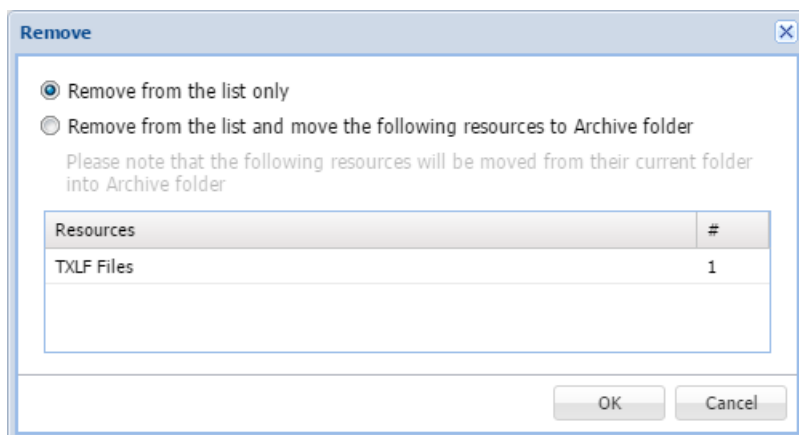 Remove
Remove from the list only
Remove from the list and move the following resources to Archive folder
Please note that the following resources will be moved from their current folder
into Archive folder
Resources #
TXLF Files 1
OK Cancel